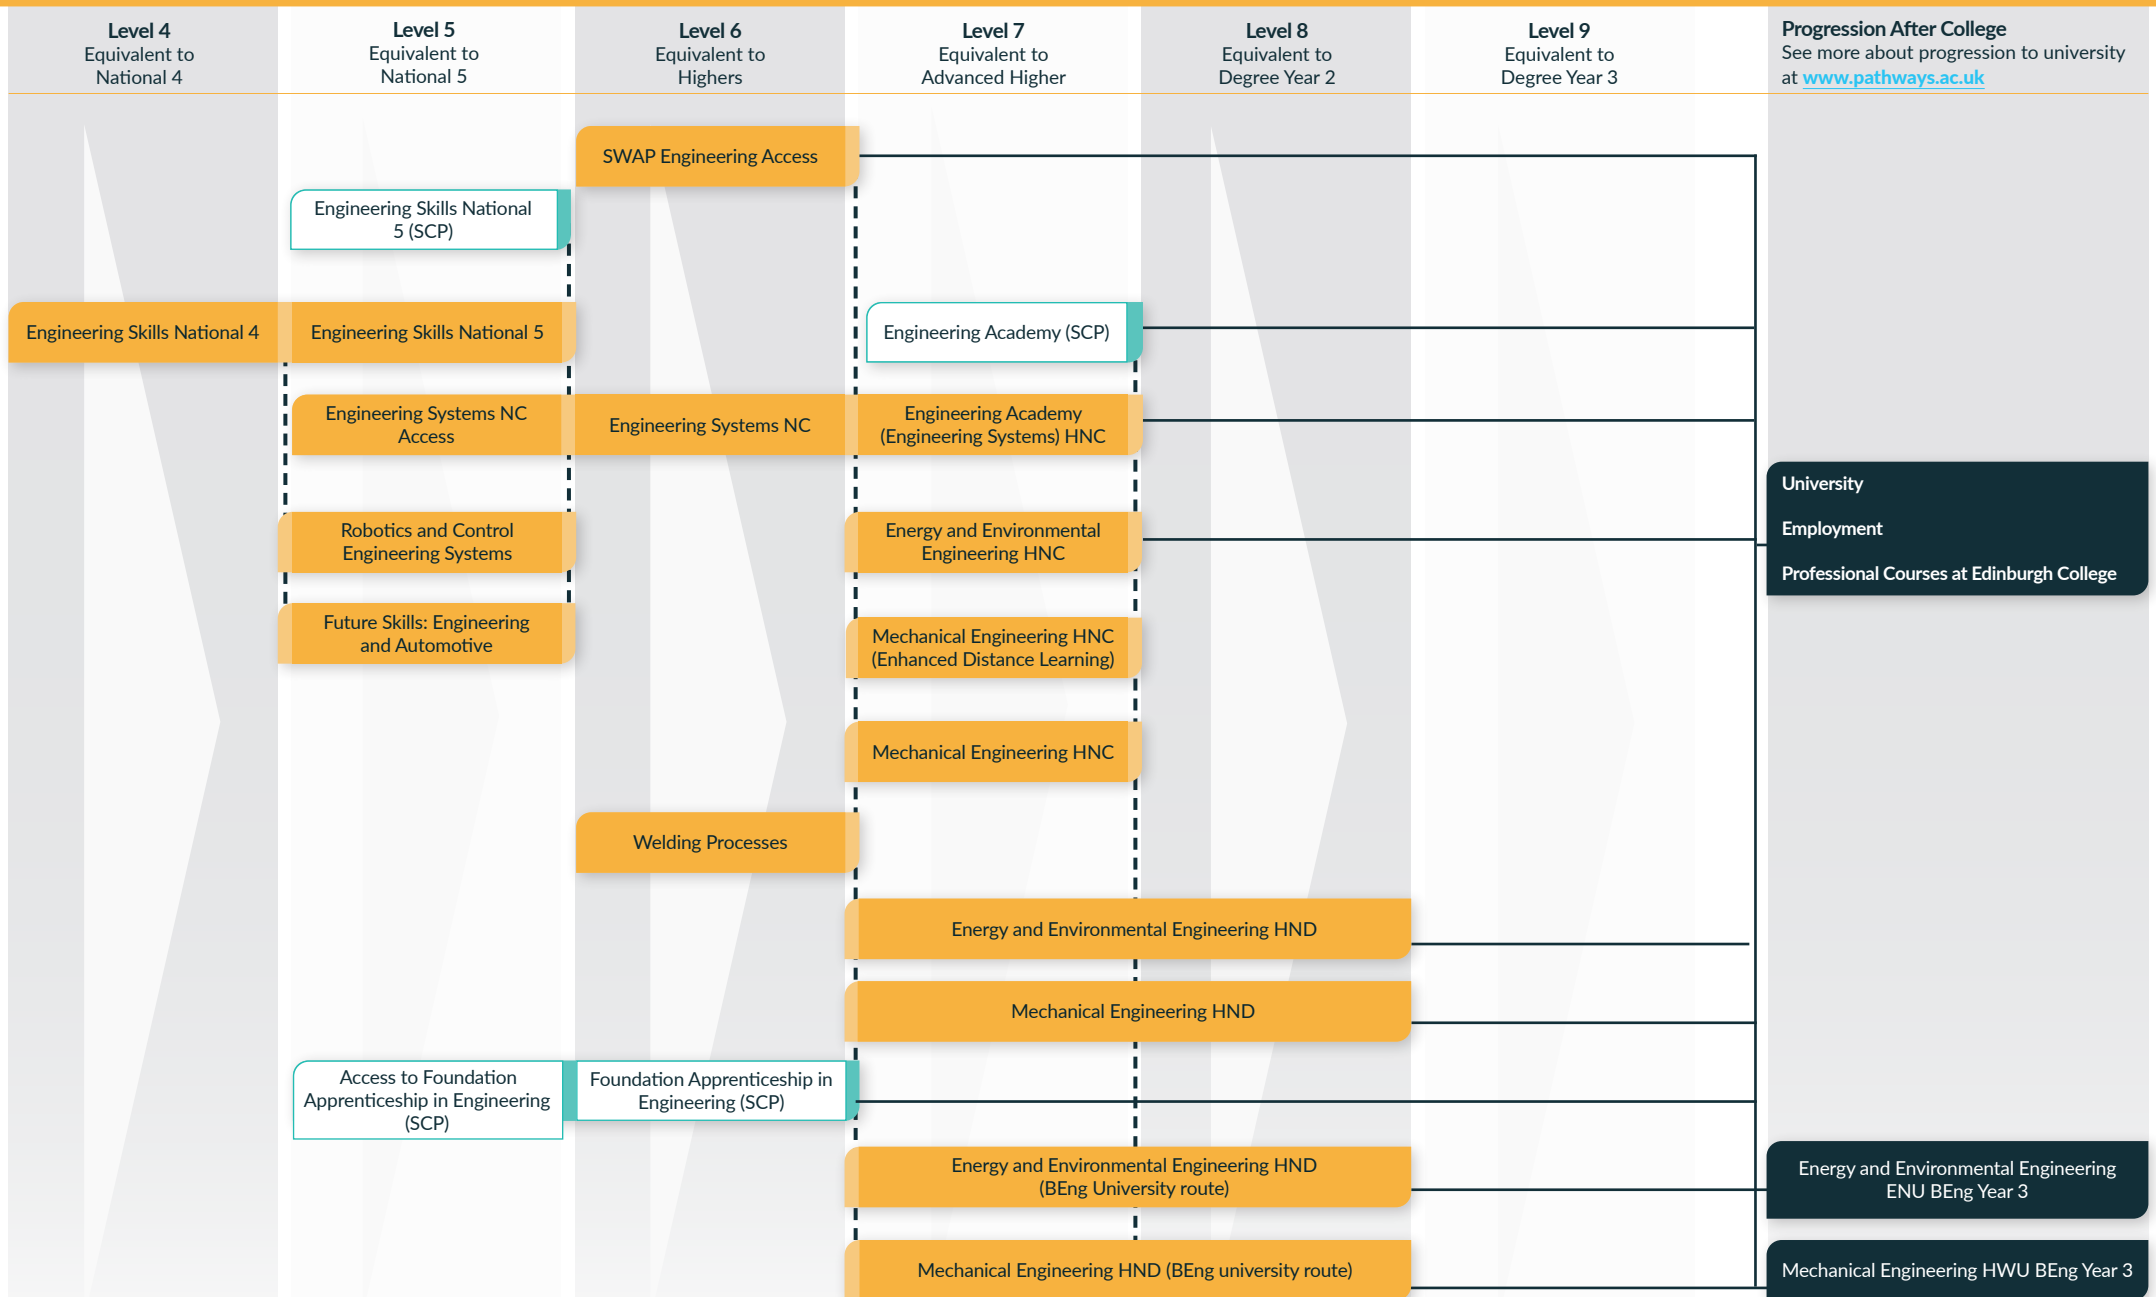 Level 4
Equivalent to
National 4
Level 5
Equivalent to
National 5
Level 6
Equivalent to
Highers
Level 7
Equivalent to
Advanced Higher
Level 8
Equivalent to
Degree Year 2
Level 9
Equivalent to
Degree Year 3
Progression After College
See more about progression to university
at www.pathways.ac.uk
SWAP Engineering Access
Engineering Skills National
5 (SCP)
Engineering Skills National 4
Engineering Skills National 5
Engineering Academy (SCP)
Engineering Systems NC
Access
Engineering Systems NC
Engineering Academy
(Engineering Systems) HNC
University
Employment
Professional Courses at Edinburgh College
Robotics and Control
Engineering Systems
Energy and Environmental
Engineering HNC
Future Skills: Engineering
and Automotive
Mechanical Engineering HNC
(Enhanced Distance Learning)
Mechanical Engineering HNC
Welding Processes
Energy and Environmental Engineering HND
Mechanical Engineering HND
Access to Foundation
Apprenticeship in Engineering
(SCP)
Foundation Apprenticeship in
Engineering (SCP)
Energy and Environmental Engineering HND
(BEng University route)
Energy and Environmental Engineering
ENU BEng Year 3
Mechanical Engineering HND (BEng university route)
Mechanical Engineering HWU BEng Year 3